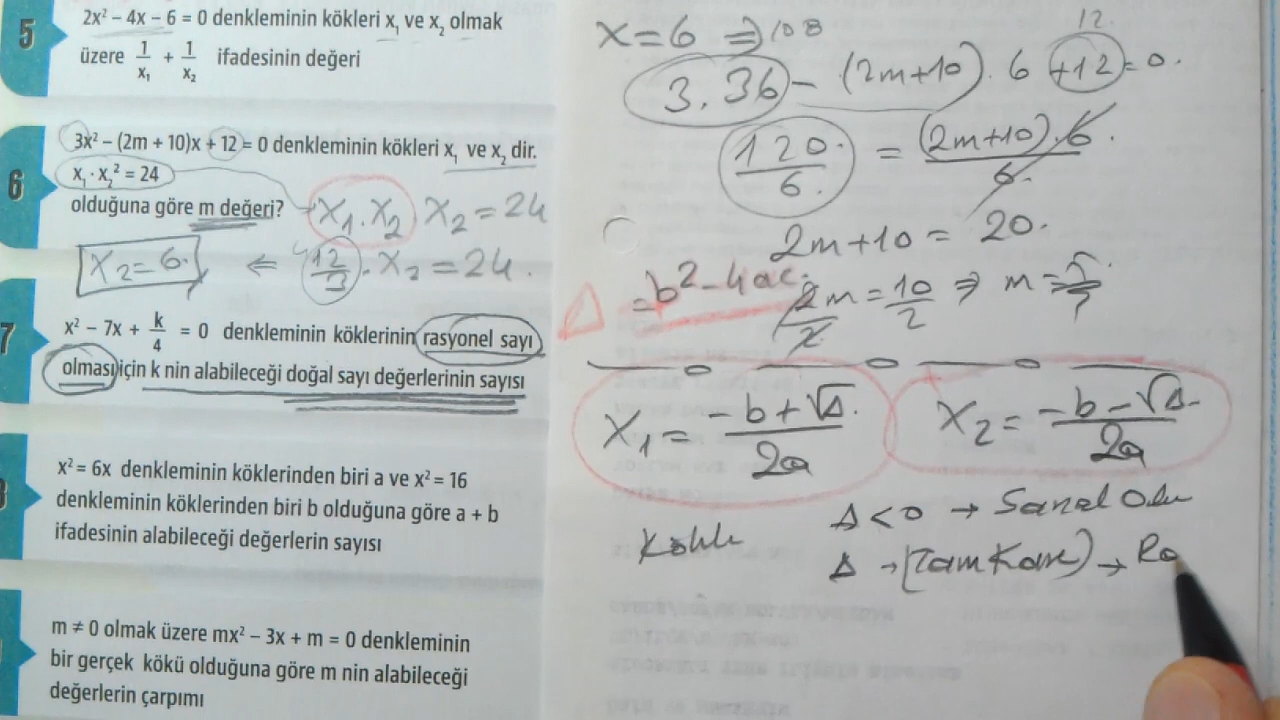 5
2x² – 4x – 6 = 0 denkleminin kökleri x₁ ve x₂ olmak
üzere 1/x₁ + 1/x₂ ifadesinin değeri
6
3x² – (2m + 10)x + 12 = 0 denkleminin kökleri x₁ ve x₂ dir.
x₁ · x₂² = 24
olduğuna göre m değeri?
X₁ . X₂ X₂ = 24
12/3 . X₂ = 24.
⇐
X₂ = 6.
7
x² – 7x + k/4 = 0 denkleminin köklerinin rasyonel sayı
olması için k nin alabileceği doğal sayı değerlerinin sayısı
x² = 6x denkleminin köklerinden biri a ve x² = 16
denkleminin köklerinden biri b olduğuna göre a + b
ifadesinin alabileceği değerlerin sayısı
m ≠ 0 olmak üzere mx² – 3x + m = 0 denkleminin
bir gerçek kökü olduğuna göre m nin alabileceği
değerlerin çarpımı
X = 6 ⇒ 108
12.
3.36 – (2m+10). 6 +12 = 0.
120./6. = (2m+10).6./6.
2m+10 = 20.
2m/2 = 10/2 ⇒ m = 5
Δ = b² – 4ac.
X₁ = –b+√Δ./2a
X₂ = –b–√Δ/2a
Δ < 0 → Sanal
Δ → (Tam Kare) → Ra